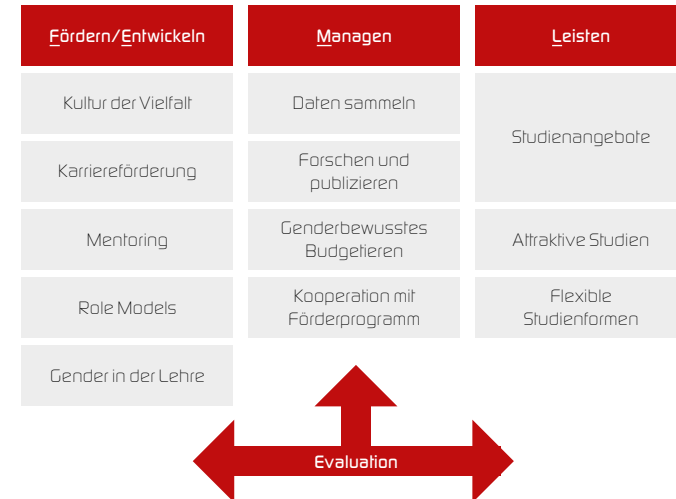 Fördern/Entwickeln
Kultur der Vielfalt
Karriereförderung
Mentoring
Role Models
Gender in der Lehre
Managen
Daten sammeln
Forschen und
publizieren
Genderbewusstes
Budgetieren
Kooperation mit
Förderprogramm
Leisten
Studienangebote
Attraktive Studien
Flexible
Studienformen
Evaluation